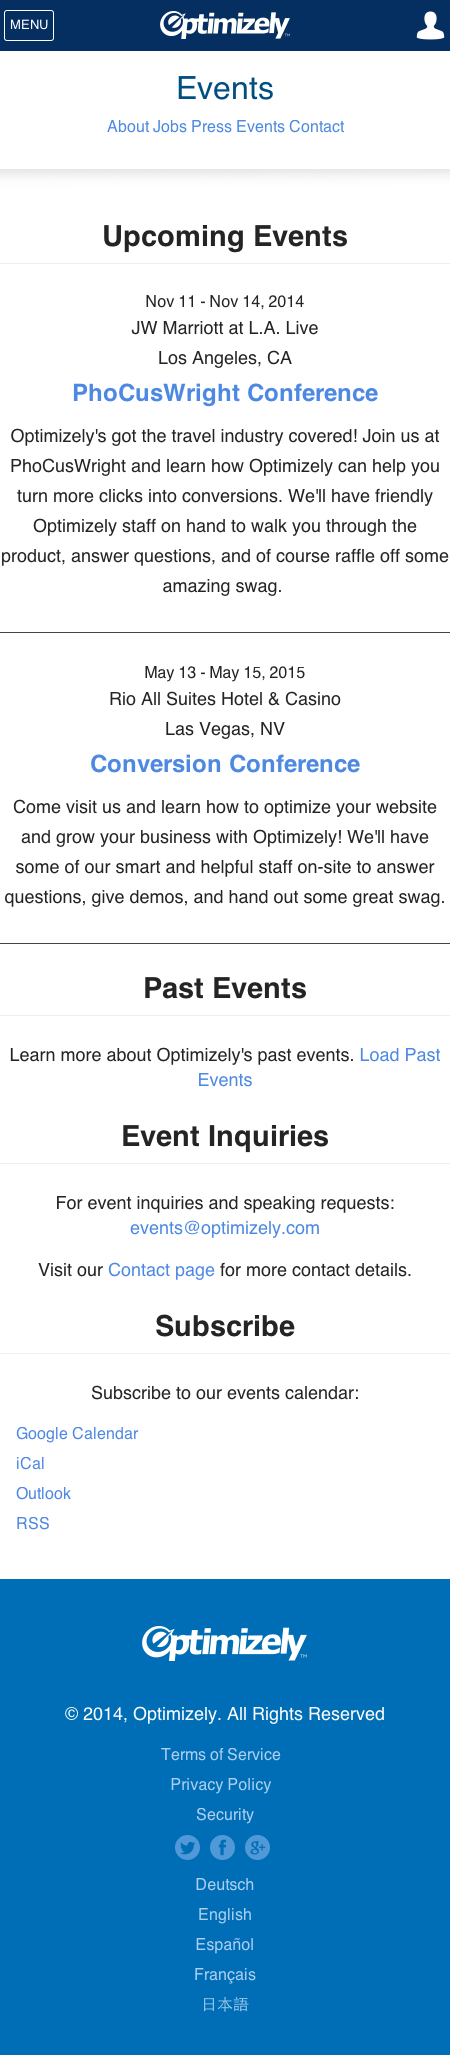 MENU
Optimizely™
Events
About Jobs Press Events Contact
Upcoming Events
Nov 11 - Nov 14, 2014
JW Marriott at L.A. Live
Los Angeles, CA
PhoCusWright Conference
Optimizely's got the travel industry covered! Join us at
PhoCusWright and learn how Optimizely can help you
turn more clicks into conversions. We'll have friendly
Optimizely staff on hand to walk you through the
product, answer questions, and of course raffle off some
amazing swag.
May 13 - May 15, 2015
Rio All Suites Hotel & Casino
Las Vegas, NV
Conversion Conference
Come visit us and learn how to optimize your website
and grow your business with Optimizely! We'll have
some of our smart and helpful staff on-site to answer
questions, give demos, and hand out some great swag.
Past Events
Learn more about Optimizely's past events. Load Past
Events
Event Inquiries
For event inquiries and speaking requests:
events@optimizely.com
Visit our Contact page for more contact details.
Subscribe
Subscribe to our events calendar:
Google Calendar
iCal
Outlook
RSS
Optimizely™
© 2014, Optimizely. All Rights Reserved
Terms of Service
Privacy Policy
Security
Deutsch
English
Español
Français
日本語